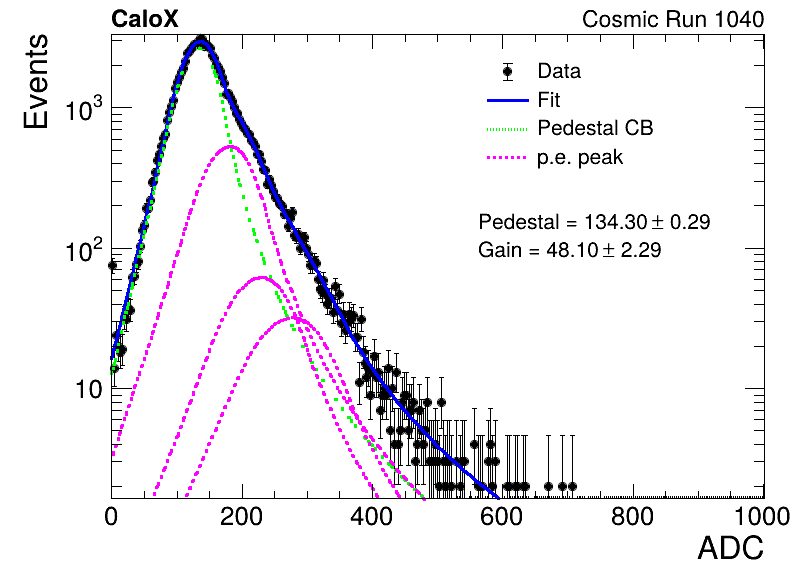 CaloX Cosmic Run 1040
Events
Data
Fit
Pedestal CB
p.e. peak
Pedestal = 134.30 ± 0.29
Gain = 48.10 ± 2.29
10³
10²
10
0 200 400 600 800 1000
ADC